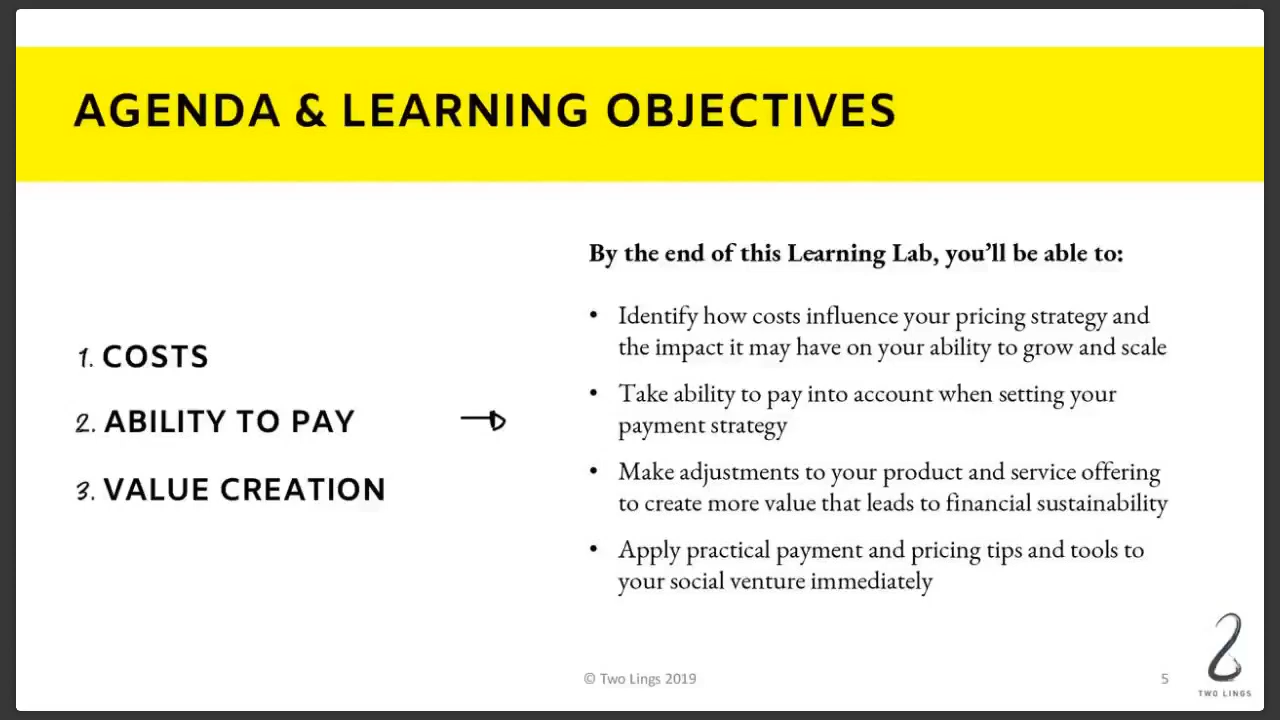 AGENDA & LEARNING OBJECTIVES
1. COSTS
2. ABILITY TO PAY
3. VALUE CREATION
By the end of this Learning Lab, you’ll be able to:
• Identify how costs influence your pricing strategy and
the impact it may have on your ability to grow and scale
• Take ability to pay into account when setting your
payment strategy
• Make adjustments to your product and service offering
to create more value that leads to financial sustainability
• Apply practical payment and pricing tips and tools to
your social venture immediately
© Two Lings 2019
5
TWO LINGS